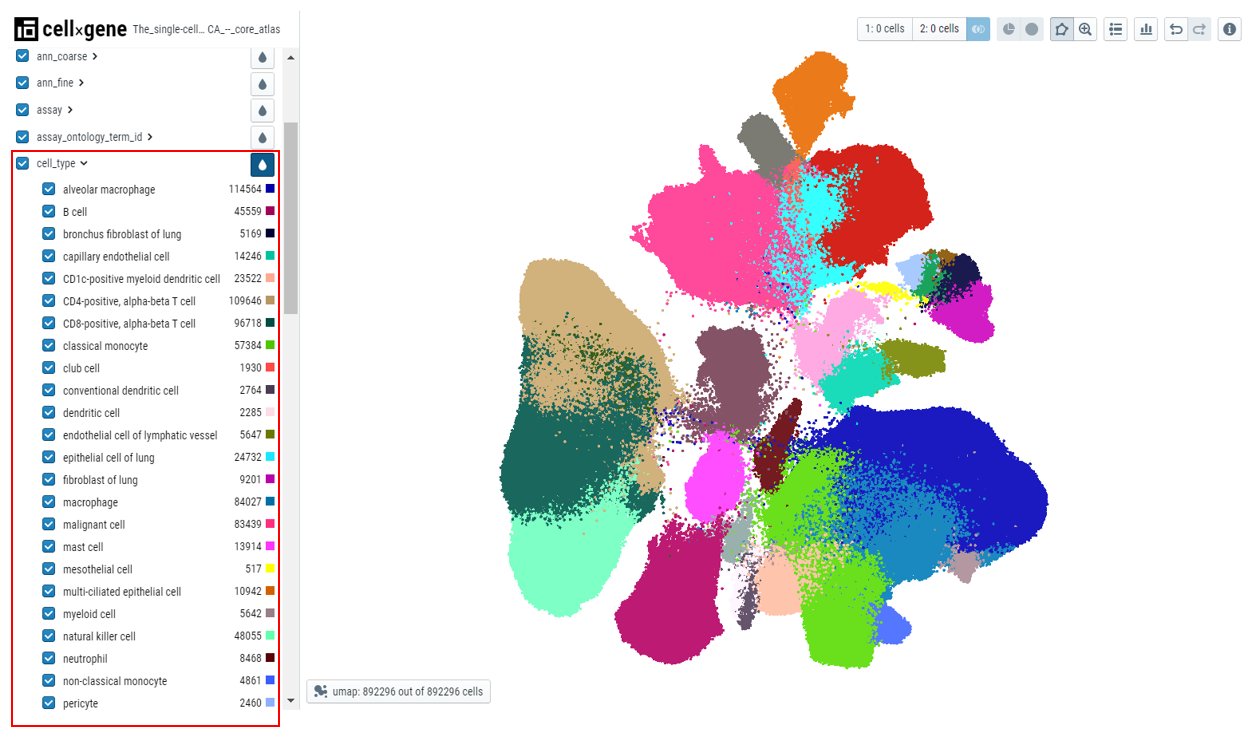 cell×gene The_single-cell... CA_--_core_atlas
1: 0 cells 2: 0 cells
ann_coarse
ann_fine
assay
assay_ontology_term_id
cell_type
alveolar macrophage 114564
B cell 45559
bronchus fibroblast of lung 5169
capillary endothelial cell 14246
CD1c-positive myeloid dendritic cell 23522
CD4-positive, alpha-beta T cell 109646
CD8-positive, alpha-beta T cell 96718
classical monocyte 57384
club cell 1930
conventional dendritic cell 2764
dendritic cell 2285
endothelial cell of lymphatic vessel 5647
epithelial cell of lung 24732
fibroblast of lung 9201
macrophage 84027
malignant cell 83439
mast cell 13914
mesothelial cell 517
multi-ciliated epithelial cell 10942
myeloid cell 5642
natural killer cell 48055
neutrophil 8468
non-classical monocyte 4861
pericyte 2460
umap: 892296 out of 892296 cells